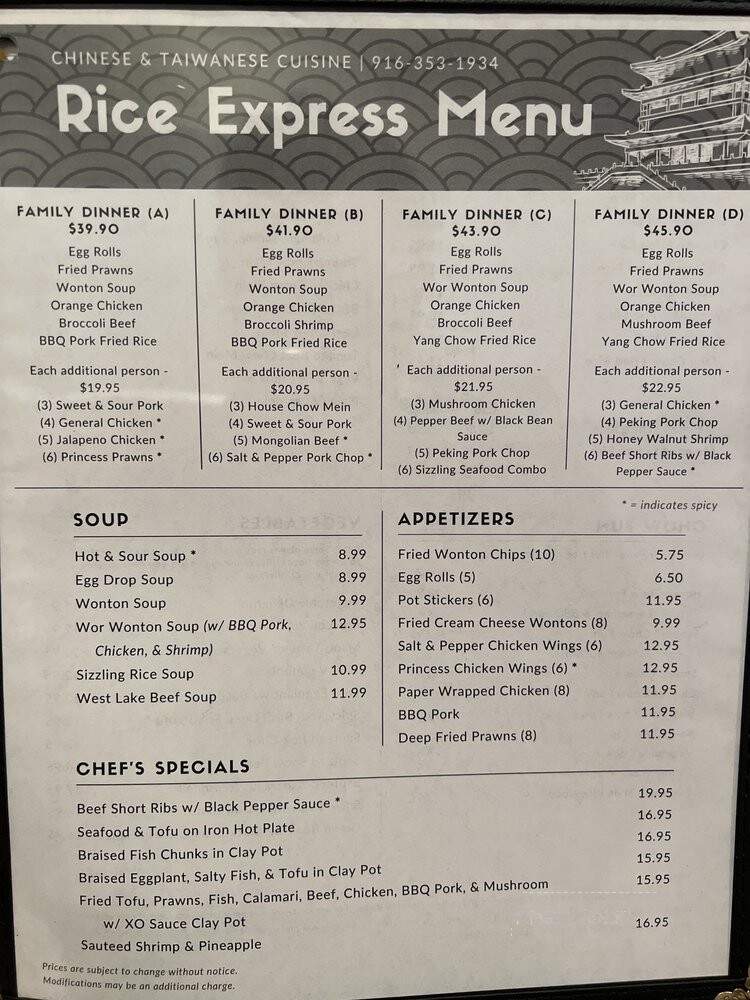 CHINESE & TAIWANESE CUISINE | 916-353-1934
Rice Express Menu
FAMILY DINNER (A)
$39.90
Egg Rolls
Fried Prawns
Wonton Soup
Orange Chicken
Broccoli Beef
BBQ Pork Fried Rice
Each additional person -
$19.95
(3) Sweet & Sour Pork
(4) General Chicken *
(5) Jalapeno Chicken *
(6) Princess Prawns *
FAMILY DINNER (B)
$41.90
Egg Rolls
Fried Prawns
Wonton Soup
Orange Chicken
Broccoli Shrimp
BBQ Pork Fried Rice
Each additional person -
$20.95
(3) House Chow Mein
(4) Sweet & Sour Pork
(5) Mongolian Beef *
(6) Salt & Pepper Pork Chop *
FAMILY DINNER (C)
$43.90
Egg Rolls
Fried Prawns
Wor Wonton Soup
Orange Chicken
Broccoli Beef
Yang Chow Fried Rice
Each additional person -
$21.95
(3) Mushroom Chicken
(4) Pepper Beef w/ Black Bean
Sauce
(5) Peking Pork Chop
(6) Sizzling Seafood Combo
FAMILY DINNER (D)
$45.90
Egg Rolls
Fried Prawns
Wor Wonton Soup
Orange Chicken
Mushroom Beef
Yang Chow Fried Rice
Each additional person -
$22.95
(3) General Chicken *
(4) Peking Pork Chop
(5) Honey Walnut Shrimp
(6) Beef Short Ribs w/ Black
Pepper Sauce *
* = indicates spicy
SOUP
Hot & Sour Soup * 8.99
Egg Drop Soup 8.99
Wonton Soup 9.99
Wor Wonton Soup (w/ BBQ Pork, 12.95
Chicken, & Shrimp)
Sizzling Rice Soup 10.99
West Lake Beef Soup 11.99
APPETIZERS
Fried Wonton Chips (10) 5.75
Egg Rolls (5) 6.50
Pot Stickers (6) 11.95
Fried Cream Cheese Wontons (8) 9.99
Salt & Pepper Chicken Wings (6) 12.95
Princess Chicken Wings (6) * 12.95
Paper Wrapped Chicken (8) 11.95
BBQ Pork 11.95
Deep Fried Prawns (8) 11.95
CHEF'S SPECIALS
Beef Short Ribs w/ Black Pepper Sauce * 19.95
Seafood & Tofu on Iron Hot Plate 16.95
Braised Fish Chunks in Clay Pot 16.95
Braised Eggplant, Salty Fish, & Tofu in Clay Pot 15.95
Fried Tofu, Prawns, Fish, Calamari, Beef, Chicken, BBQ Pork, & Mushroom 15.95
w/ XO Sauce Clay Pot
Sauteed Shrimp & Pineapple 16.95
Prices are subject to change without notice.
Modifications may be an additional charge.